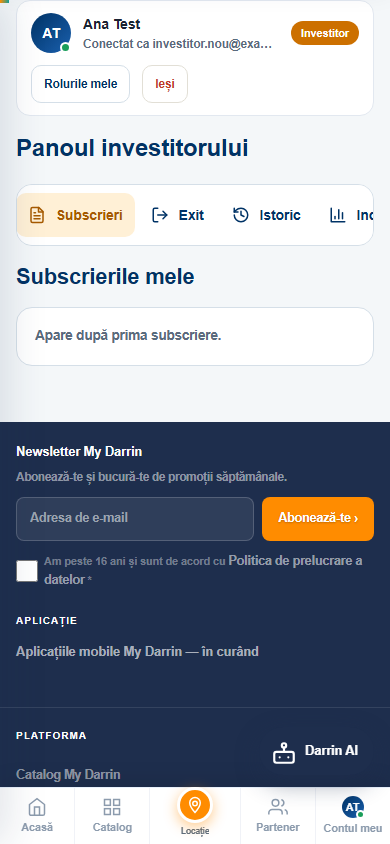 AT
Ana Test
Conectat ca investitor.nou@exa...
Investitor
Rolurile mele
Ieși
Panoul investitorului
Subscrieri
Exit
Istoric
Subscrierile mele
Apare după prima subscriere.
Newsletter My Darrin
Abonează-te și bucură-te de promoții săptămânale.
Adresa de e-mail
Abonează-te ›
Am peste 16 ani și sunt de acord cu Politica de prelucrare a
datelor *
APLICAȚIE
Aplicațiile mobile My Darrin — în curând
PLATFORMA
Darrin AI
Catalog My Darrin
Acasă
Catalog
Locație
Partener
AT
Contul meu